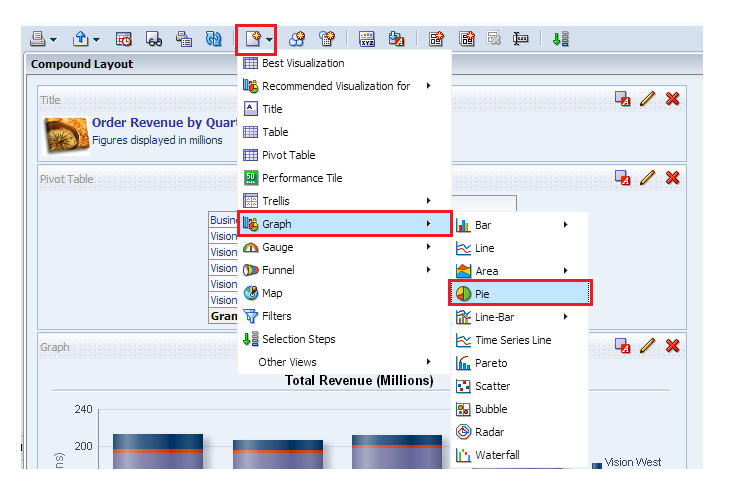 Compound Layout
Title
Order Revenue by Quar
Figures displayed in millions
Pivot Table
Busin
Vision
Vision
Vision
Vision
Vision
Gran
Graph
Total Revenue (Millions)
240
200
Vision West
Best Visualization
Recommended Visualization for
Title
Table
Pivot Table
50
Performance Tile
Trellis
Graph
Gauge
Funnel
Map
Filters
Selection Steps
Other Views
Bar
Line
Area
Pie
Line-Bar
Time Series Line
Pareto
Scatter
Bubble
Radar
Waterfall